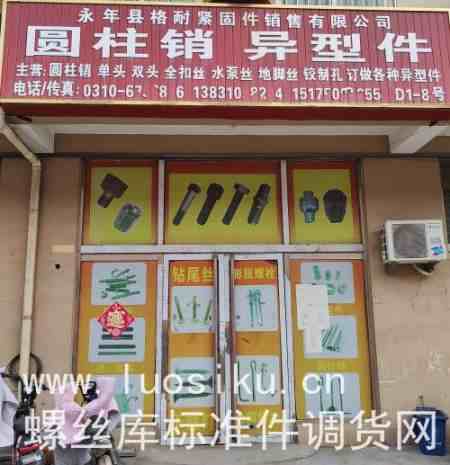 永年县格耐紧固件销售有限公司
圆柱销 异型件
主营:圆柱销 单头 双头 全扣丝 水泵丝 地脚丝 铰制孔 订做各种异型件
电话/传真: D1-8号
钻尾丝
www.luosiku.cn
螺丝库标准件调货网